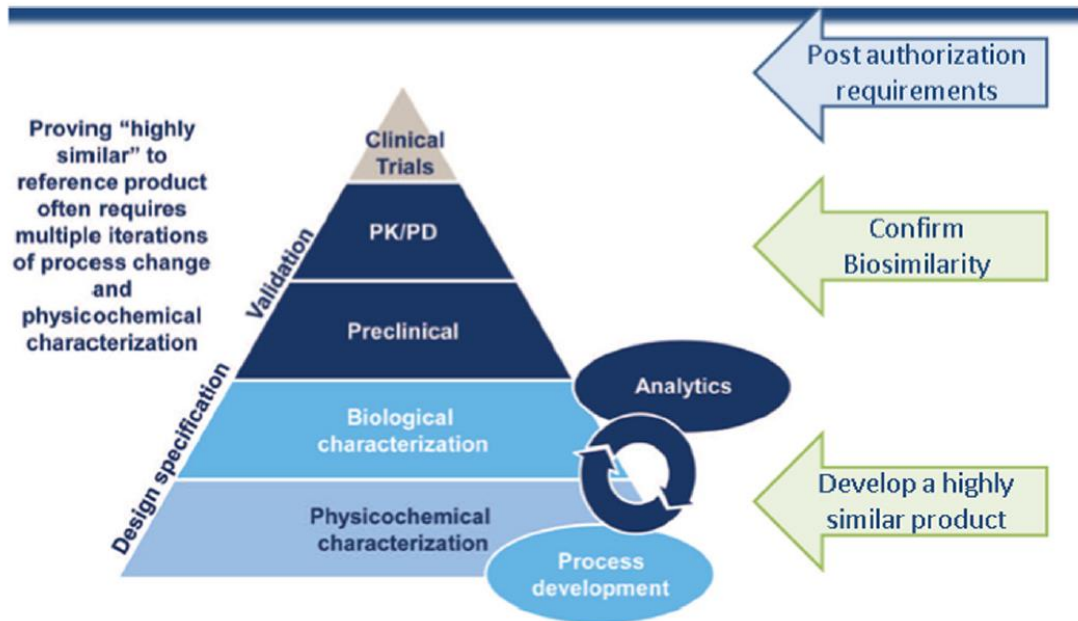 Post authorization
requirements
Proving “highly
similar” to
reference product
often requires
multiple iterations
of process change
and
physicochemical
characterization
Clinical
Trials
Validation
PK/PD
Confirm
Biosimilarity
Preclinical
Analytics
Design specification
Biological
characterization
Develop a highly
similar product
Physicochemical
characterization
Process
development